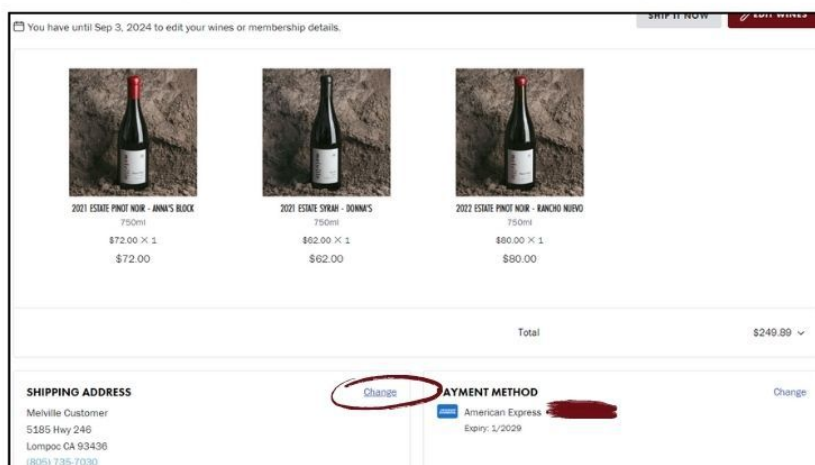 SHIP IT NOW
EDIT WINES
You have until Sep 3, 2024 to edit your wines or membership details.
2021 ESTATE PINOT NOIR - ANNA'S BLOCK
750ml
$72.00 X 1
$72.00
2021 ESTATE SYRAH - DONNA'S
750ml
$62.00 X 1
$62.00
2022 ESTATE PINOT NOIR - RANCHO NUEVO
750ml
$80.00 X 1
$80.00
Total $249.89
SHIPPING ADDRESS Change
Melville Customer
5185 Hwy 246
Lompoc CA 93436
(805) 735-7030
PAYMENT METHOD Change
American Express
Expiry: 1/2029